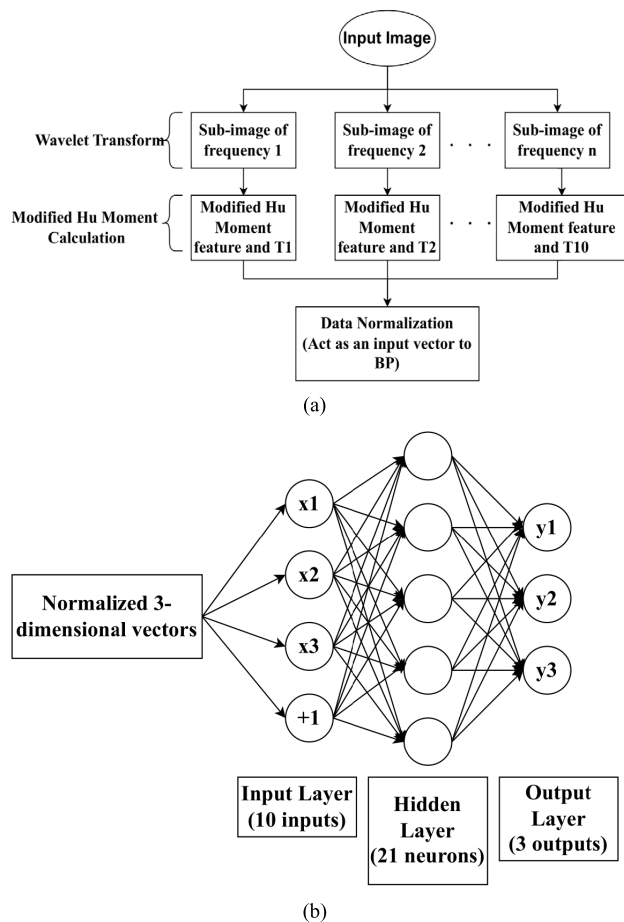 Input Image
Wavelet Transform
Sub-image of
frequency 1
Sub-image of
frequency 2
. . .
Sub-image of
frequency n
Modified Hu Moment
Calculation
Modified Hu
Moment
feature and T1
Modified Hu
Moment
feature and T2
. . .
Modified Hu
Moment feature
and T10
Data Normalization
(Act as an input vector to
BP)
(a)
Normalized 3-
dimensional vectors
x1
x2
x3
+1
y1
y2
y3
Input Layer
(10 inputs)
Hidden
Layer
(21 neurons)
Output
Layer
(3 outputs)
(b)